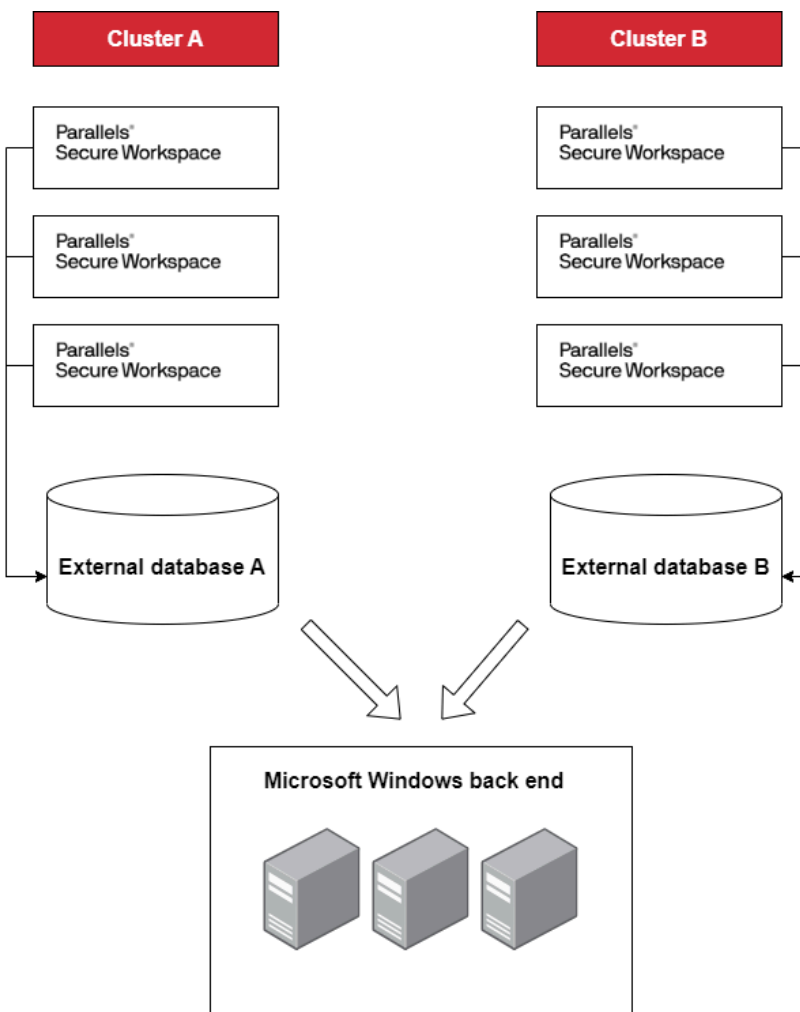 Cluster A
Cluster B
Parallels®
Secure Workspace
Parallels®
Secure Workspace
Parallels®
Secure Workspace
Parallels®
Secure Workspace
Parallels®
Secure Workspace
Parallels®
Secure Workspace
External database A
External database B
Microsoft Windows back end